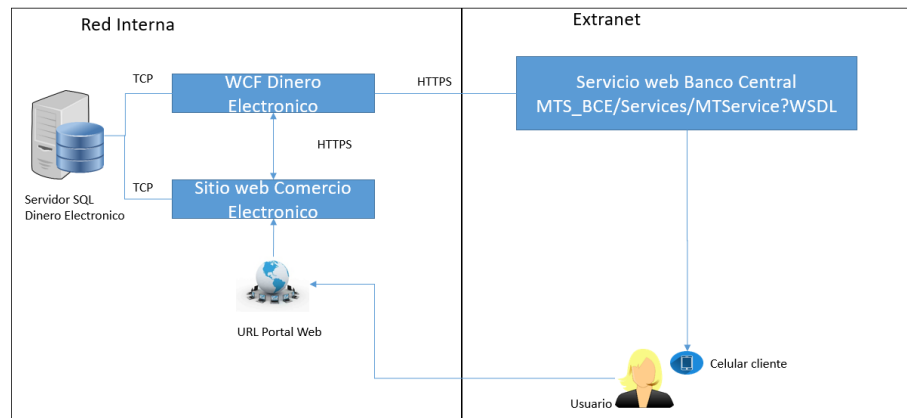 Red Interna
Extranet
TCP
WCF Dinero
Electronico
HTTPS
Servicio web Banco Central
MTS_BCE/Services/MTService?WSDL
HTTPS
TCP
Sitio web Comercio
Electronico
Servidor SQL
Dinero Electronico
URL Portal Web
Celular cliente
Usuario